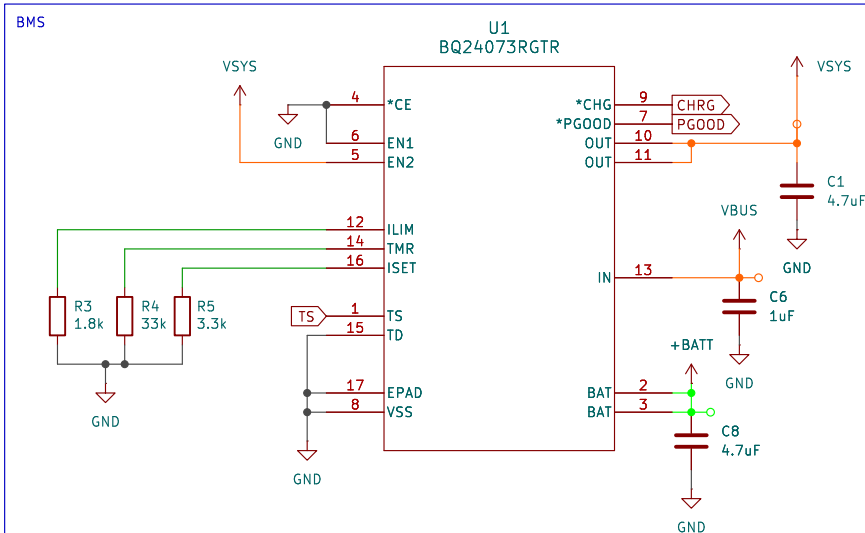 BMS
U1
BQ24073RGTR
VSYS
VSYS
4
*CE
*CHG
9
CHRG
GND
*PGOOD
7
PGOOD
6
EN1
OUT
10
5
EN2
OUT
11
C1
4.7uF
12
ILIM
VBUS
14
TMR
GND
16
ISET
IN
13
R3
1.8k
R4
33k
R5
3.3k
C6
1uF
TS
1
TS
15
TD
+BATT
GND
17
EPAD
BAT
2
GND
8
VSS
BAT
3
C8
4.7uF
GND
GND